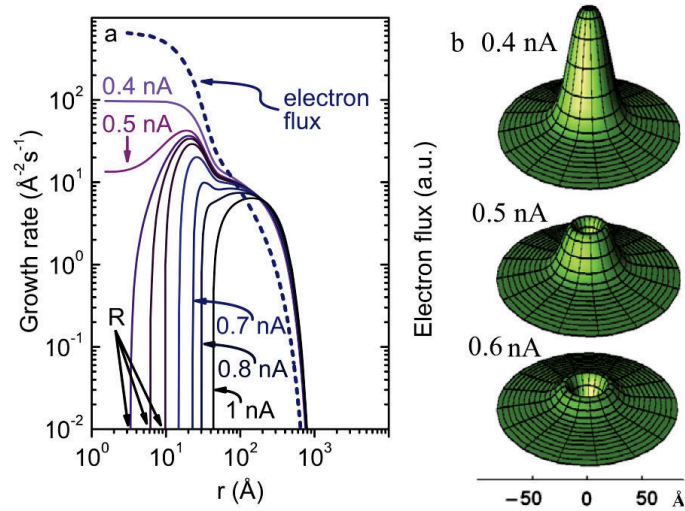 a
0.4 nA
0.5 nA
electron
flux
R
0.7 nA
0.8 nA
1 nA
Growth rate (Å⁻²s⁻¹)
10²
10¹
10⁰
10⁻¹
10⁻²
10⁰ 10¹ 10² 10³
r (Å)
b 0.4 nA
0.5 nA
0.6 nA
Electron flux (a.u.)
−50 0 50 Å